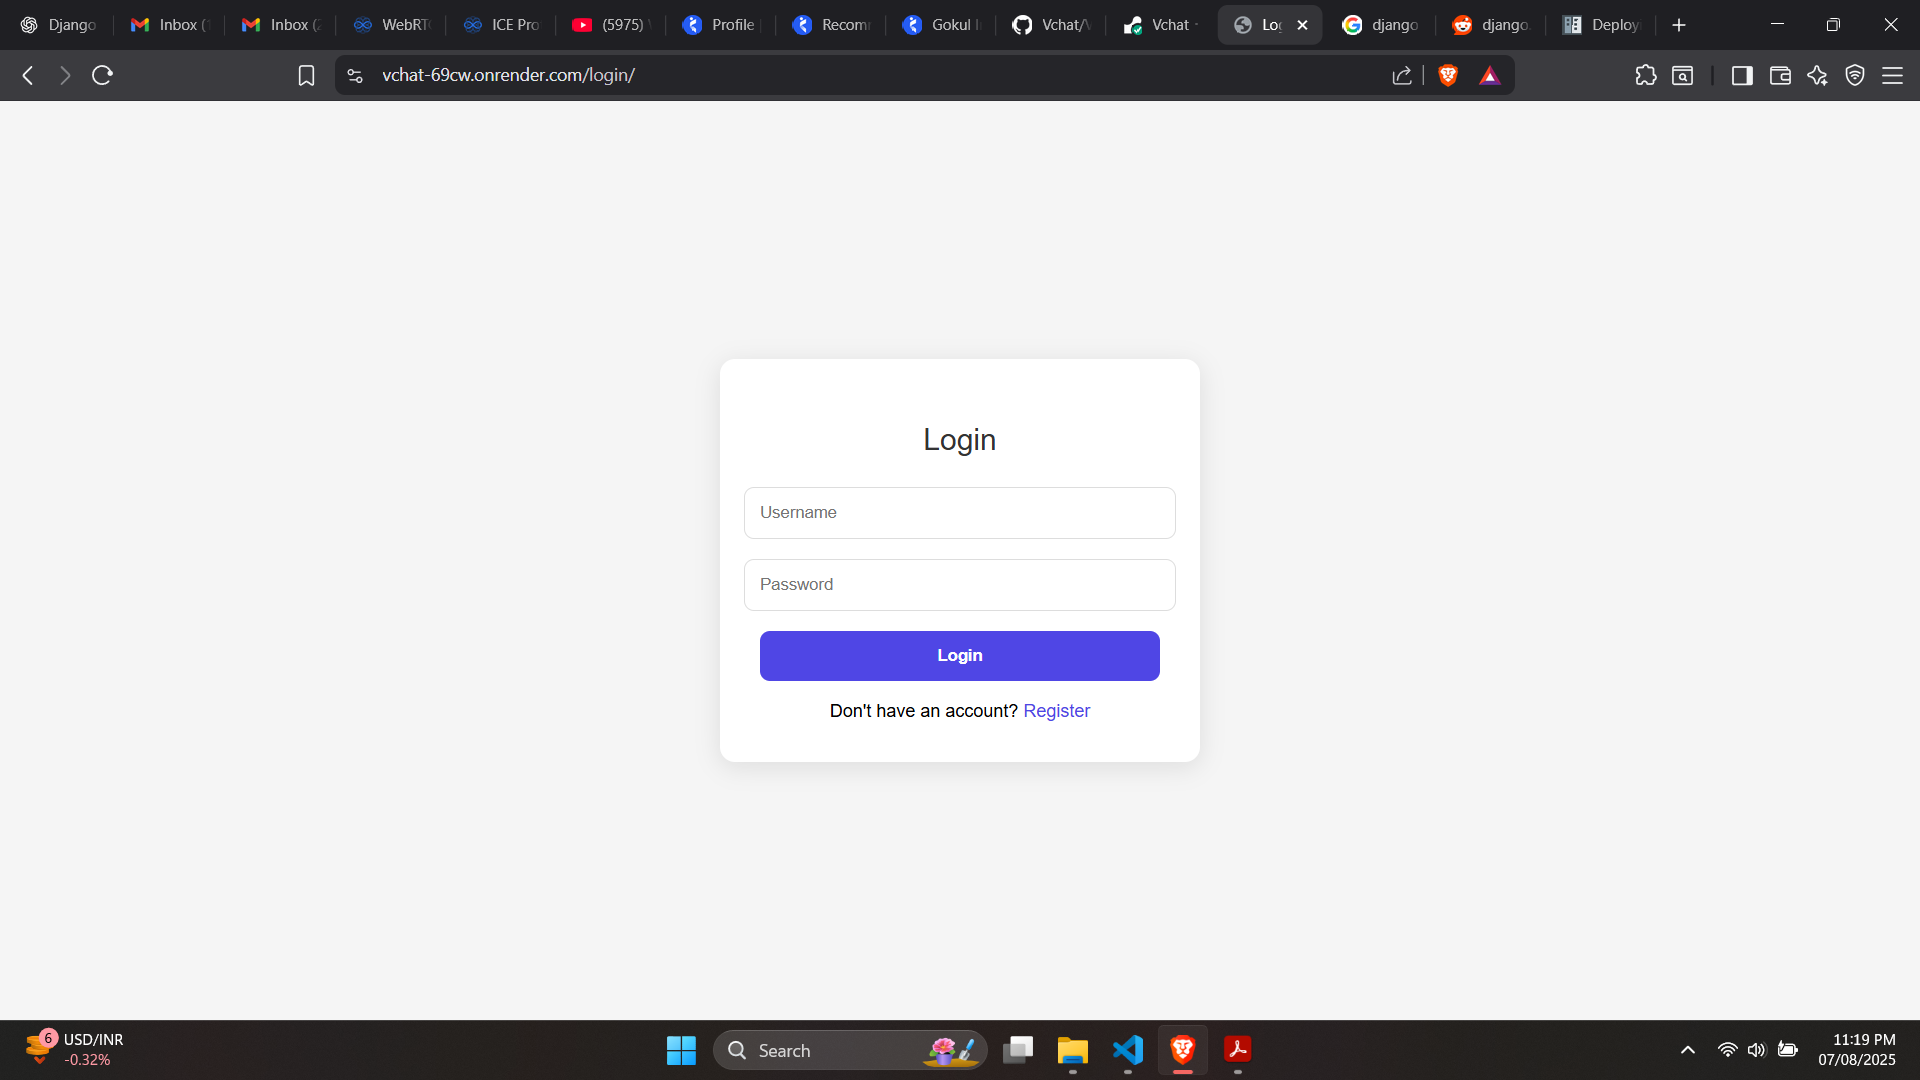 Django
Inbox (
Inbox (
WebRT
ICE Pro
(5975)
Profile
Recom
Gokul
Vchat/
Vchat
Lo
django
django.
Deploy
vchat-69cw.onrender.com/login/
Login
Username
Password
Login
Don't have an account? Register
6
USD/INR
-0.32%
Search
11:19 PM
07/08/2025